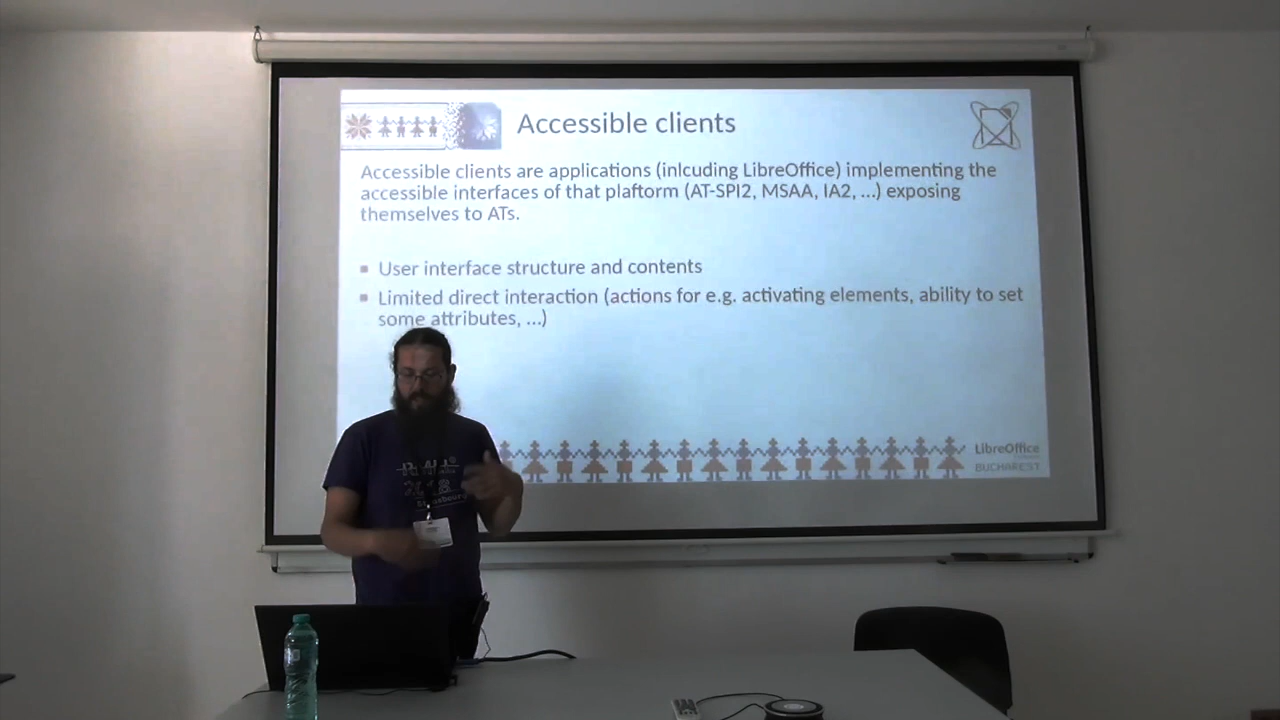 Accessible clients
Accessible clients are applications (inlcuding LibreOffice) implementing the
accessible interfaces of that plaftorm (AT-SPI2, MSAA, IA2, ...) exposing
themselves to ATs.
User interface structure and contents
Limited direct interaction (actions for e.g. activating elements, ability to set
some attributes, ...)
LibreOffice
BUCHAREST
Strasbourg